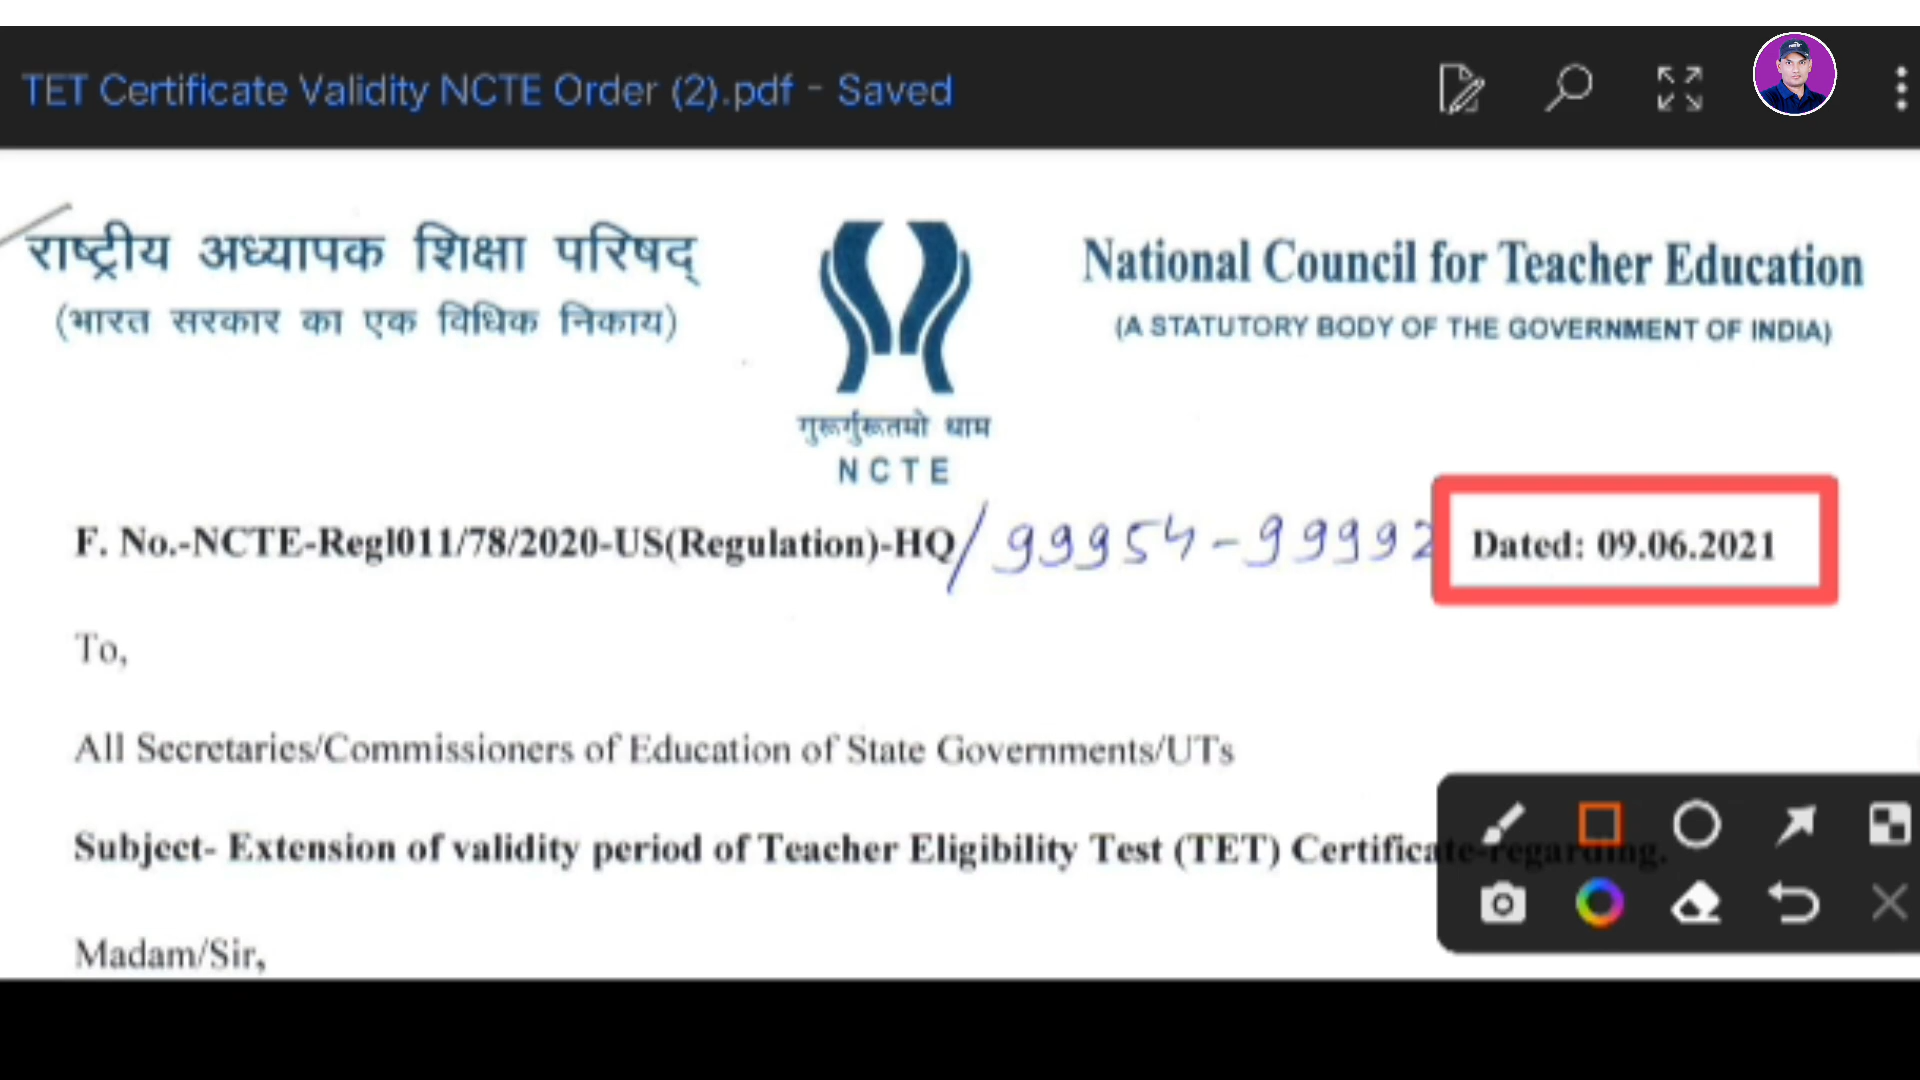 TET Certificate Validity NCTE Order (2).pdf - Saved
राष्ट्रीय अध्यापक शिक्षा परिषद्
(भारत सरकार का एक विधिक निकाय)
National Council for Teacher Education
(A STATUTORY BODY OF THE GOVERNMENT OF INDIA)
गुरुर्गुरुतमो धाम
NCTE
F. No.-NCTE-Regl011/78/2020-US(Regulation)-HQ/99954-99992 Dated: 09.06.2021
To,
All Secretaries/Commissioners of Education of State Governments/UTs
Subject- Extension of validity period of Teacher Eligibility Test (TET) Certificate-regarding.
Madam/Sir,